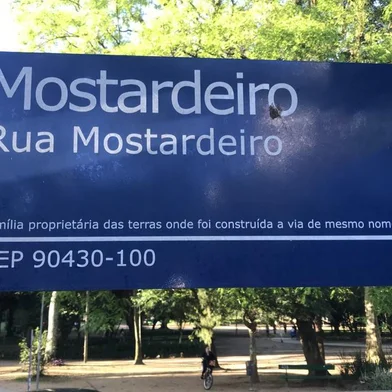 Mostardeiro
Rua Mostardeiro
mília proprietária das terras onde foi construída a via de mesmo nom
EP 90430-100